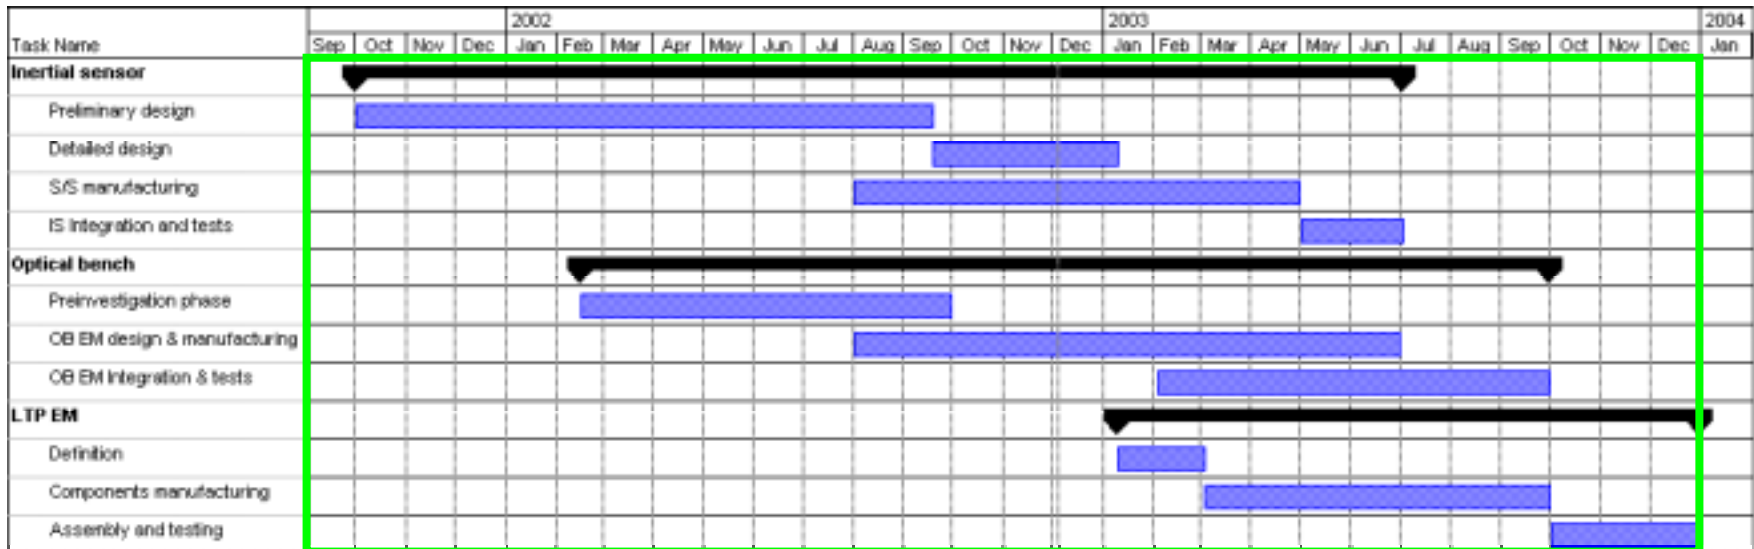 2002 2003 2004
Task Name Sep Oct Nov Dec Jan Feb Mar Apr May Jun Jul Aug Sep Oct Nov Dec Jan Feb Mar Apr May Jun Jul Aug Sep Oct Nov Dec Jan
Inertial sensor
Preliminary design
Detailed design
S/S manufacturing
IS Integration and tests
Optical bench
Preinvestigation phase
OB EM design & manufacturing
OB EM Integration & tests
LTP EM
Definition
Components manufacturing
Assembly and testing